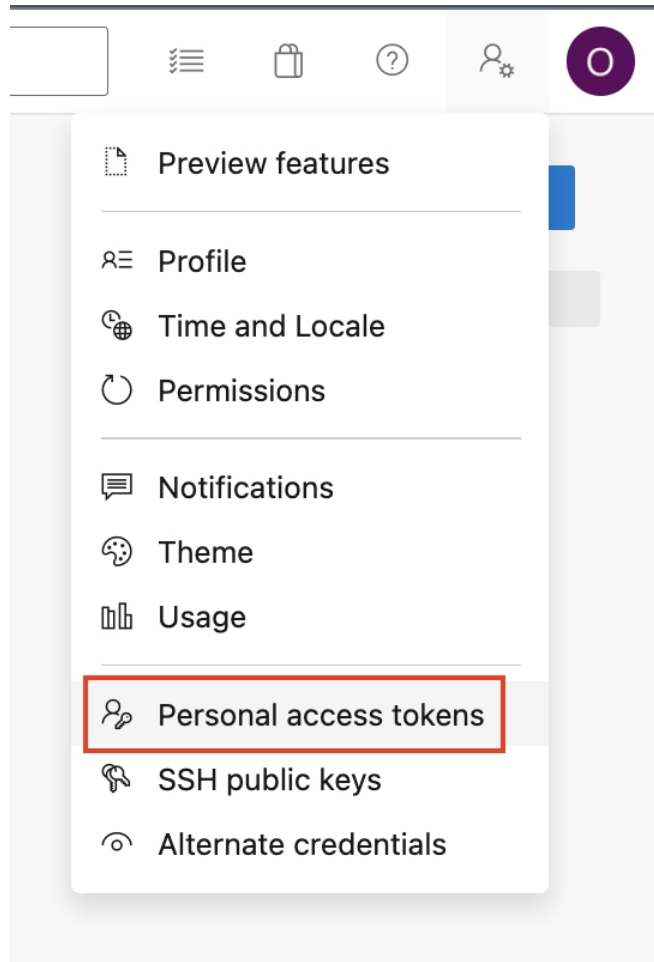 O
Preview features
Profile
Time and Locale
Permissions
Notifications
Theme
Usage
Personal access tokens
SSH public keys
Alternate credentials